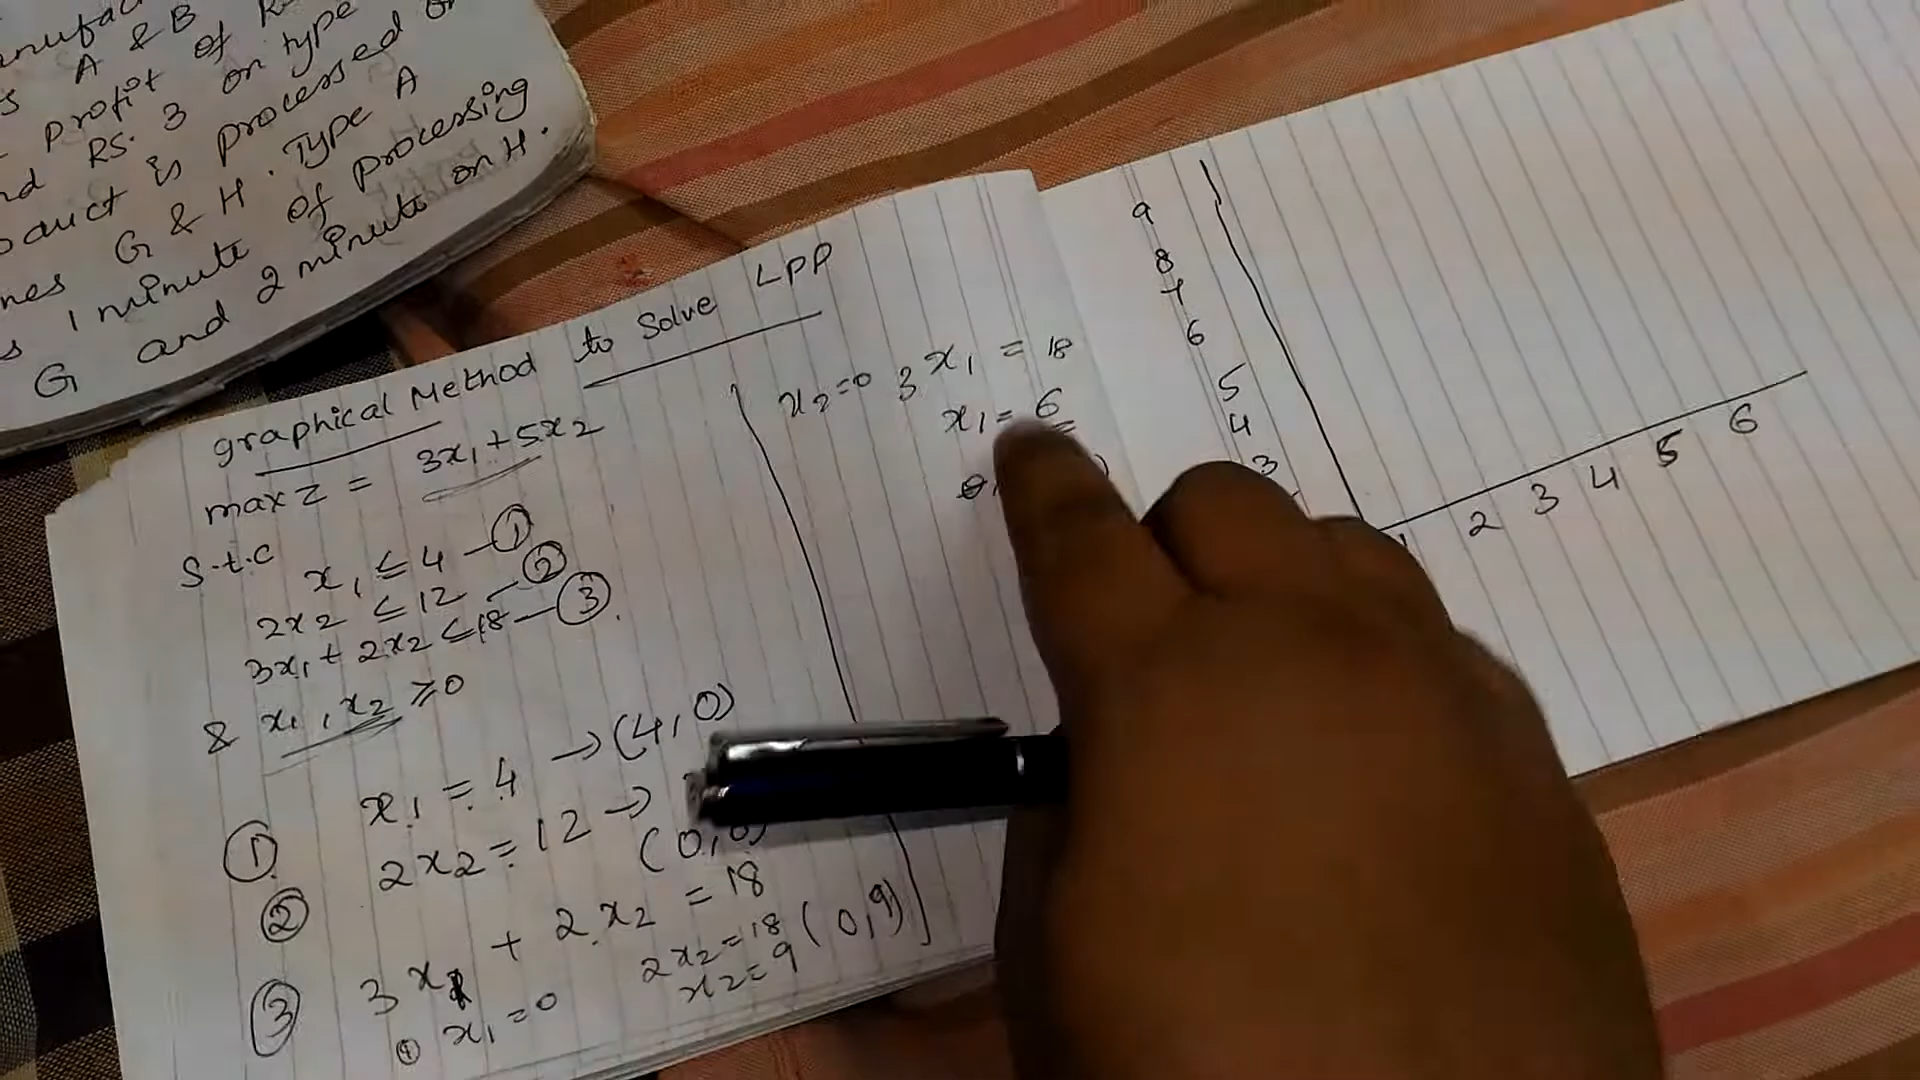 A & B
profit of
RS. 3 on type
is processed
G & H. Type A
1 minute of processing
G and 2 minute on H.
graphical Method to Solve LPP
max Z = 3x₁ + 5x₂
S.t.c
x₁ ≤ 4 — ①
2x₂ ≤ 12 — ②
3x₁ + 2x₂ ≤ 18 — ③
& x₁, x₂ ≥ 0
① x₁ = 4 → (4, 0)
② 2x₂ = 12 →
(0, 6)
③ 3x₁ + 2x₂ = 18
x₁ = 0 2x₂ = 18 (0, 9)
x₂ = 9
x₂ = 0 3x₁ = 18
x₁ = 6
9
8
7
6
5
4
3
1 2 3 4 5 6